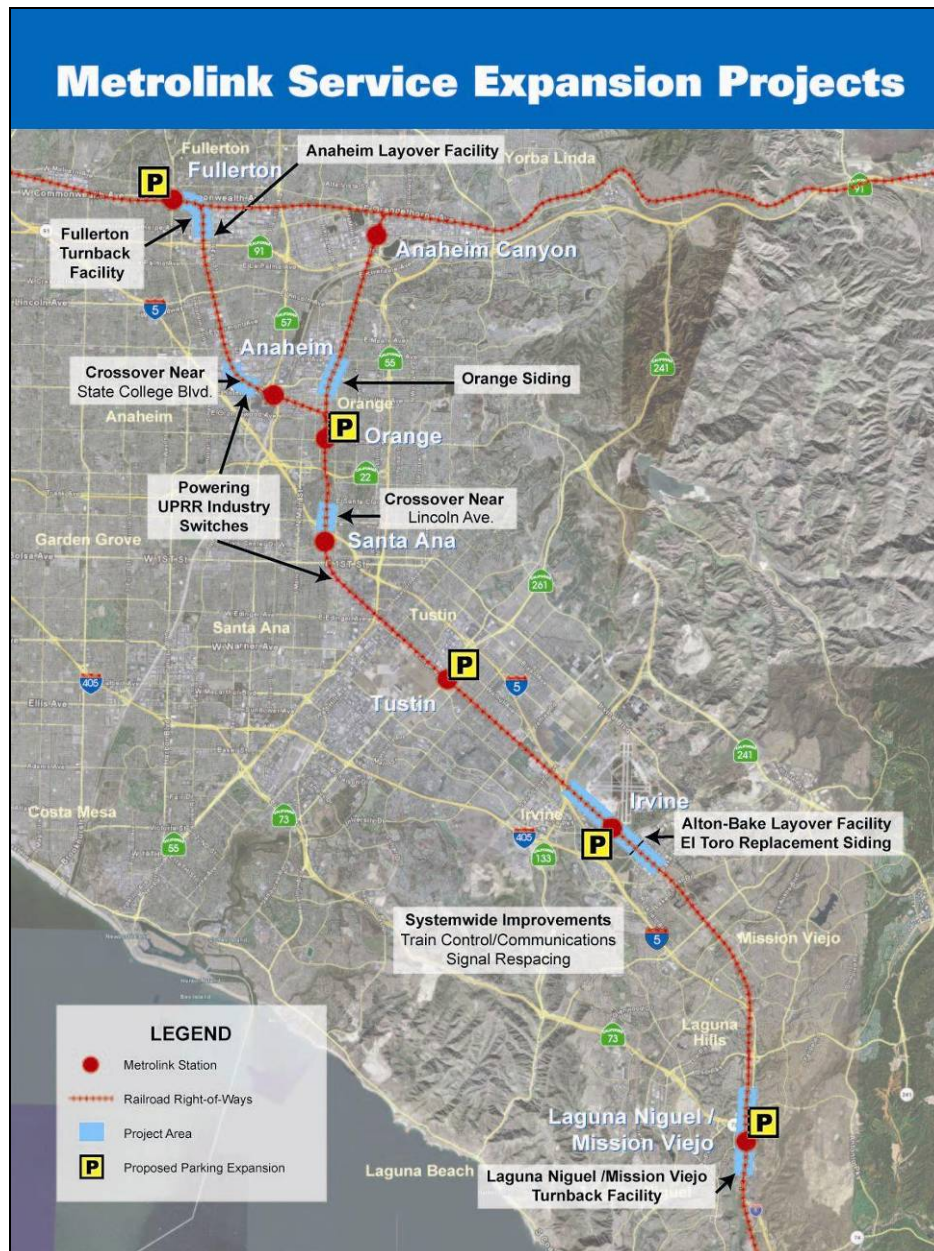 Metrolink Service Expansion Projects
Fullerton
Anaheim Layover Facility
Yorba Linda
Fullerton
P
91
Fullerton
Turnback
Facility
91
Anaheim Canyon
5
57
Anaheim
55
241
Crossover Near
State College Blvd.
Orange Siding
Anaheim
Orange
P
Orange
22
Powering
UPRR Industry
Switches
Crossover Near
Lincoln Ave.
Garden Grove
Santa Ana
261
Tustin
Santa Ana
P
405
5
Tustin
241
Costa Mesa
73
Irvine
Irvine
405
Alton-Bake Layover Facility
El Toro Replacement Siding
P
55
133
Systemwide Improvements
Train Control/Communications
Signal Respacing
5
Mission Viejo
LEGEND
Metrolink Station
Railroad Right-of-Ways
Project Area
P Proposed Parking Expansion
73
Laguna
Hills
Laguna Niguel /
Mission Viejo
P
Laguna Beach
Laguna Niguel /Mission Viejo
Turnback Facility